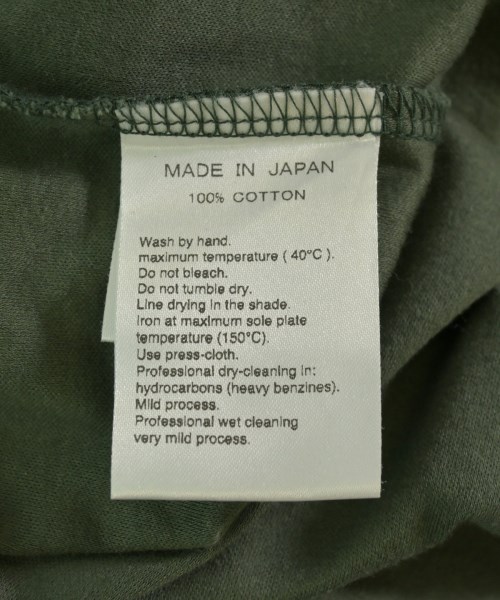 MADE IN JAPAN
100% COTTON
Wash by hand.
maximum temperature ( 40°C ).
Do not bleach.
Do not tumble dry.
Line drying in the shade.
Iron at maximum sole plate
temperature (150°C).
Use press-cloth.
Professional dry-cleaning in:
hydrocarbons (heavy benzines).
Mild process.
Professional wet cleaning
very mild process.